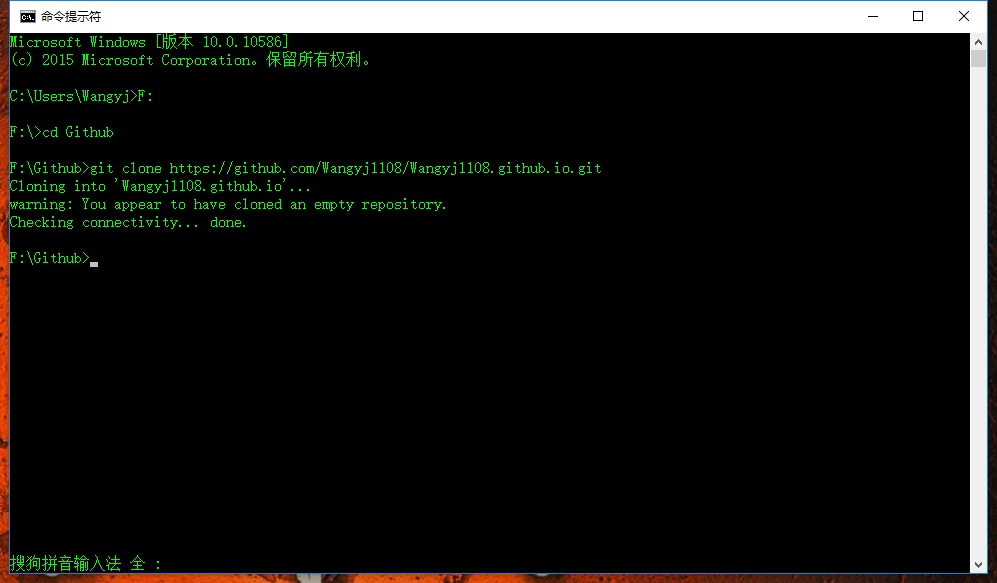 命令提示符
Microsoft Windows [版本 10.0.10586]
(c) 2015 Microsoft Corporation。保留所有权利。
C:\Users\Wangyj>F:
F:\>cd Github
F:\Github>git clone https://github.com/Wangyj1108/Wangyj1108.github.io.git
Cloning into 'Wangyj1108.github.io'...
warning: You appear to have cloned an empty repository.
Checking connectivity... done.
F:\Github>
搜狗拼音输入法 全 :